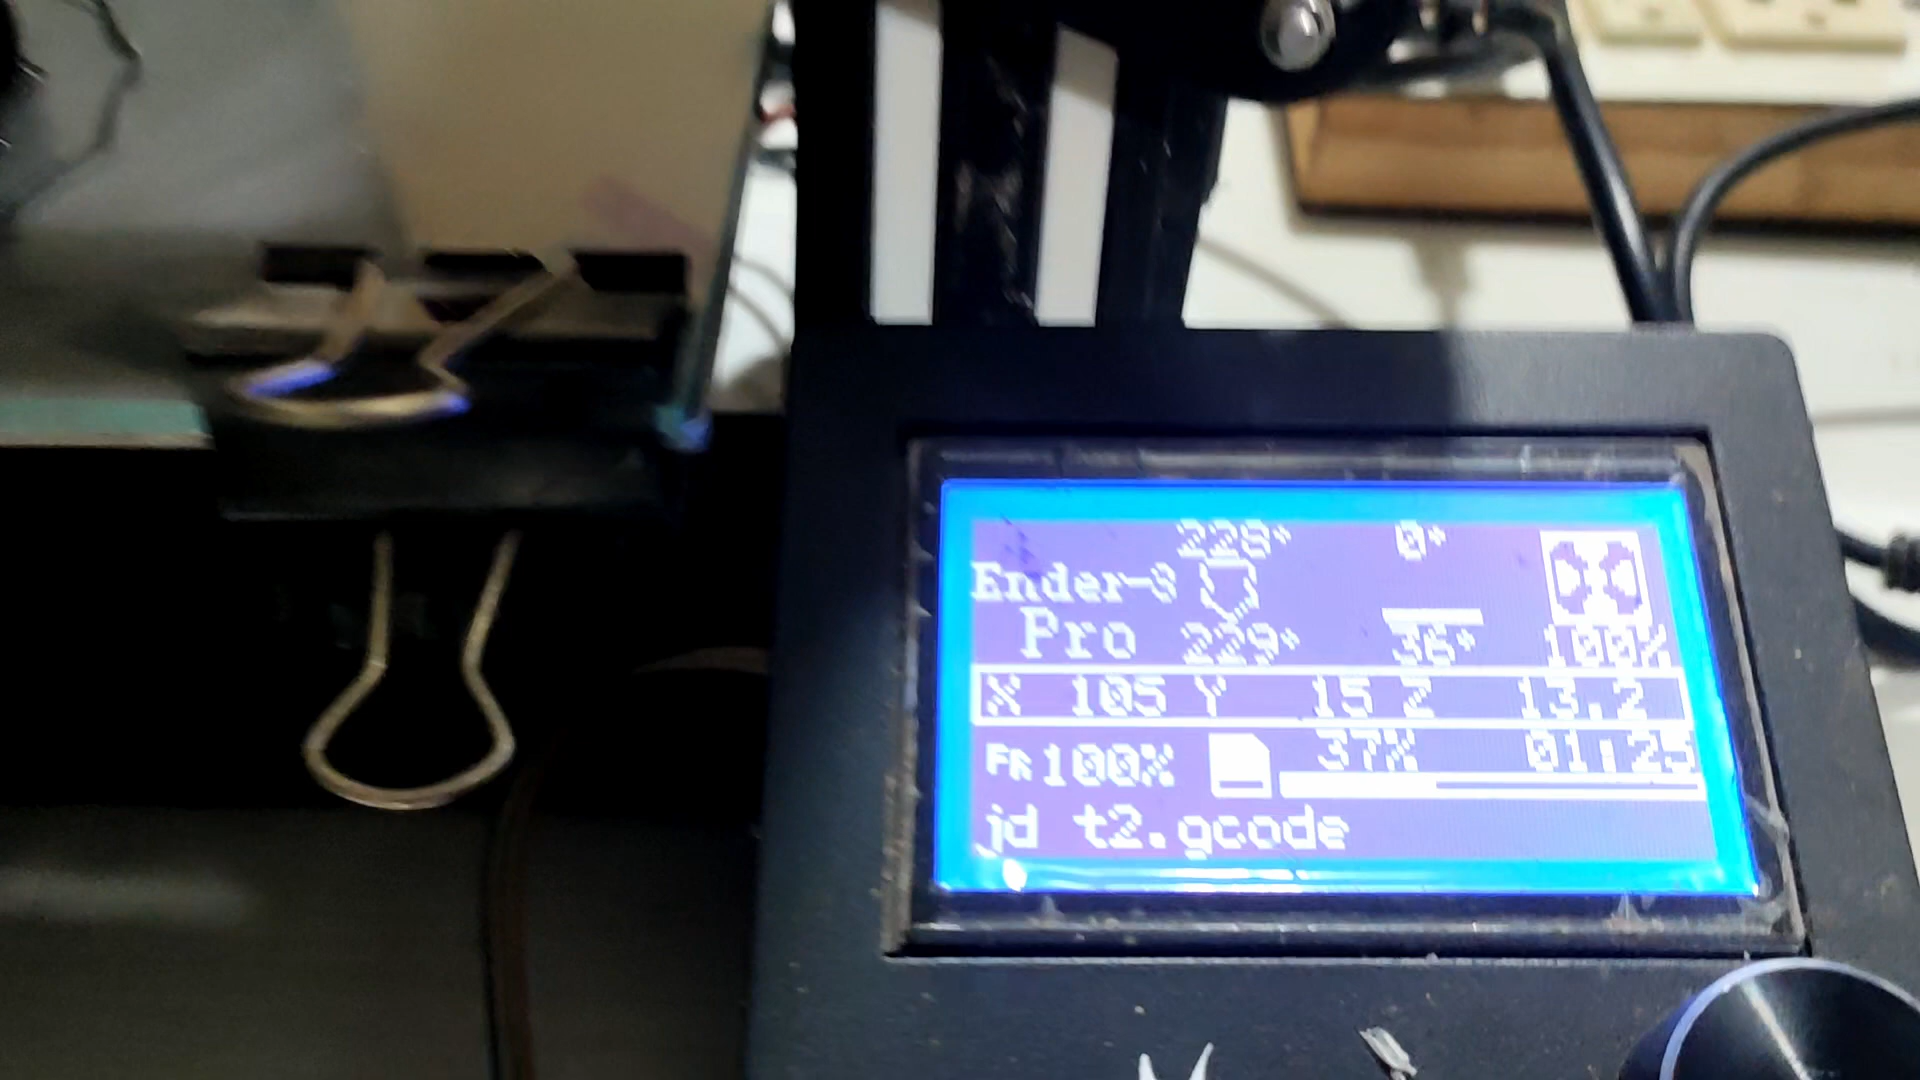 228° 0°
Ender-3
Pro 229° 36° 100%
X 105 Y 15 Z 13.2
FR 100% 37% 01:25
jd t2.gcode